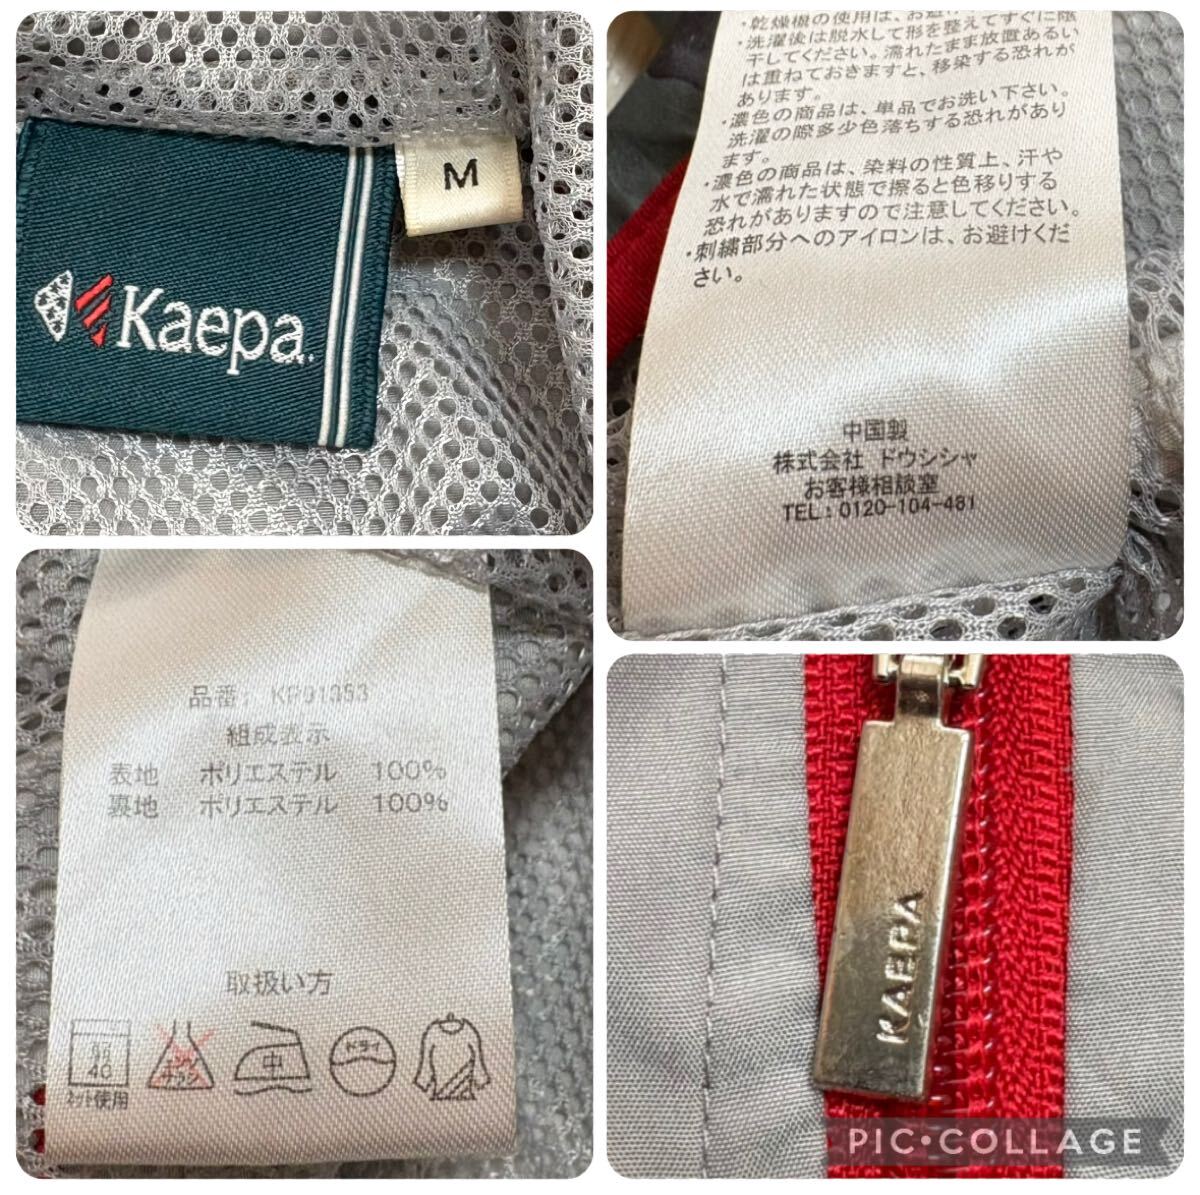 Kaepa
M
・乾燥機の使用は、お避け
・洗濯後は脱水して形を整えてすぐに陰
干してください。濡れたまま放置あるい
は重ねておきますと、移染する恐れが
あります。
・濃色の商品は、単品でお洗い下さい。
洗濯の際多少色落ちする恐れがあり
ます。
・濃色の商品は、染料の性質上、汗や
水で濡れた状態で擦ると色移りする
恐れがありますので注意してください。
・刺繍部分へのアイロンは、お避けくだ
さい。
中国製
株式会社 ドウシシャ
お客様相談室
TEL:0120-104-481
品番:
組成表示
表地 ポリエステル 100%
裏地 ポリエステル 100%
取扱い方
40
ネット使用
エンソ
サラシ
中
ドライ
KAEPA
PIC•COLLAGE